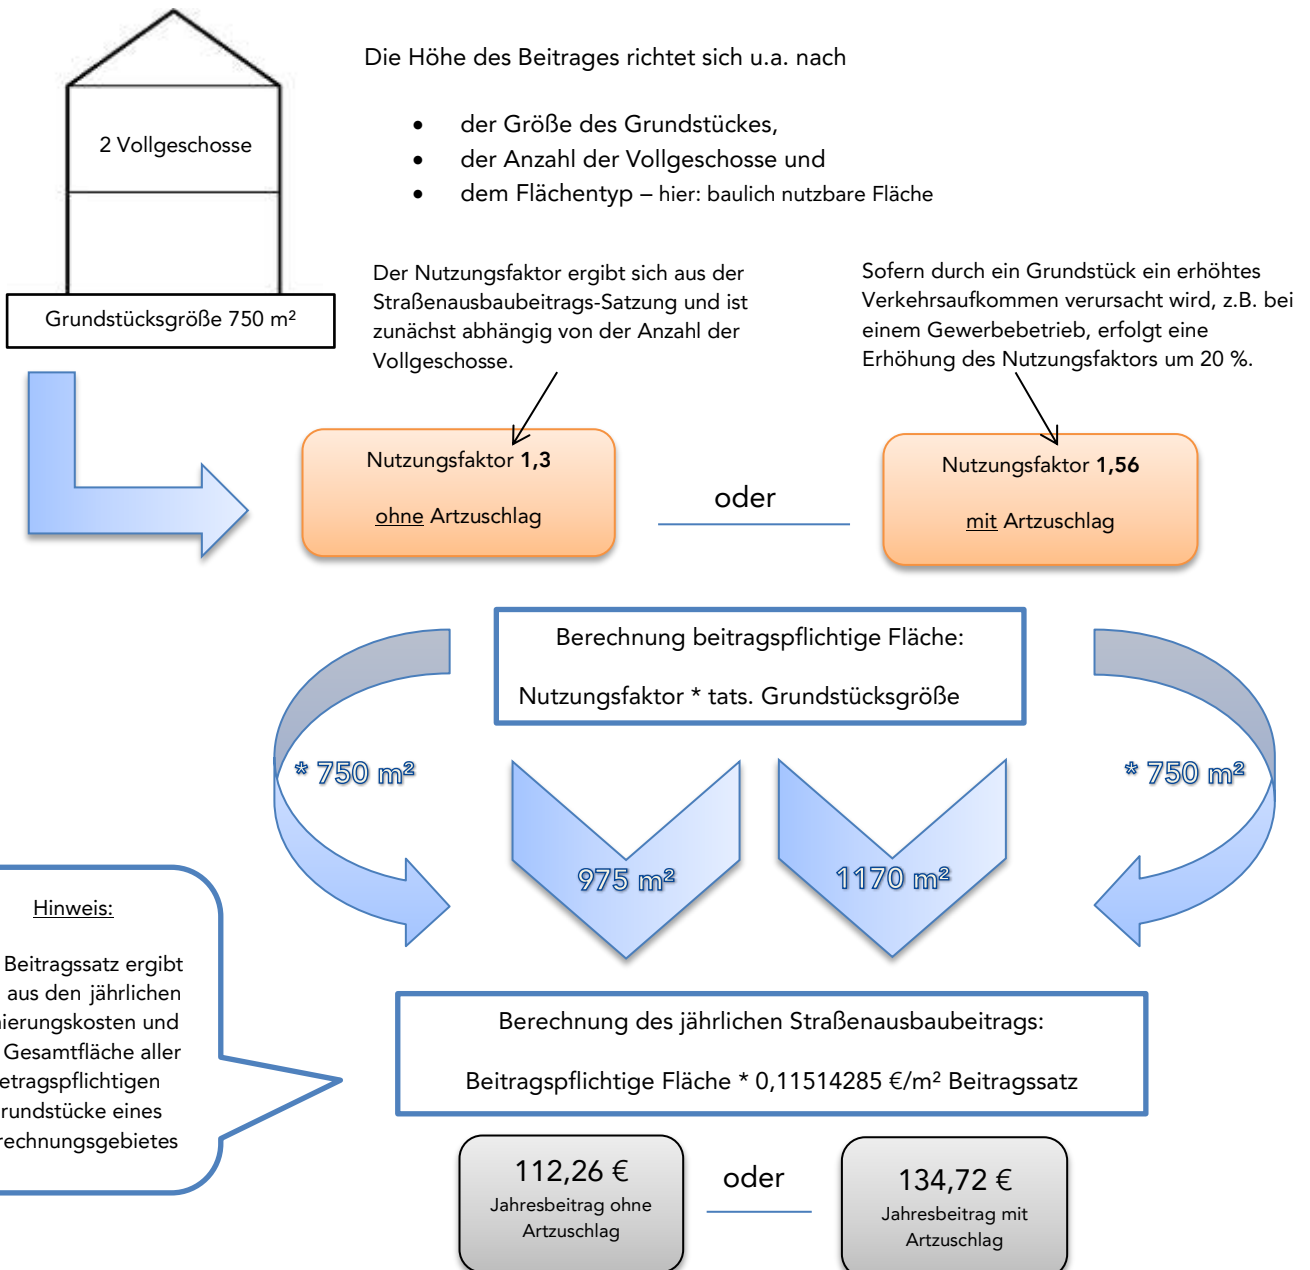 Die Höhe des Beitrages richtet sich u.a. nach
• der Größe des Grundstückes,
• der Anzahl der Vollgeschosse und
• dem Flächentyp – hier: baulich nutzbare Fläche
2 Vollgeschosse
Grundstücksgröße 750 m²
Der Nutzungsfaktor ergibt sich aus der
Straßenausbaubeitrags-Satzung und ist
zunächst abhängig von der Anzahl der
Vollgeschosse.
Sofern durch ein Grundstück ein erhöhtes
Verkehrsaufkommen verursacht wird, z.B. bei
einem Gewerbebetrieb, erfolgt eine
Erhöhung des Nutzungsfaktors um 20 %.
Nutzungsfaktor 1,3
ohne Artzuschlag
oder
Nutzungsfaktor 1,56
mit Artzuschlag
Berechnung beitragspflichtige Fläche:
Nutzungsfaktor * tats. Grundstücksgröße
* 750 m²
* 750 m²
975 m²
1170 m²
Hinweis:
Beitragssatz ergibt
aus den jährlichen
ierungskosten und
Gesamtfläche aller
etragspflichtigen
rundstücke eines
rechnungsgebietes
Berechnung des jährlichen Straßenausbaubeitrags:
Beitragspflichtige Fläche * 0,11514285 €/m² Beitragssatz
112,26 €
Jahresbeitrag ohne
Artzuschlag
oder
134,72 €
Jahresbeitrag mit
Artzuschlag